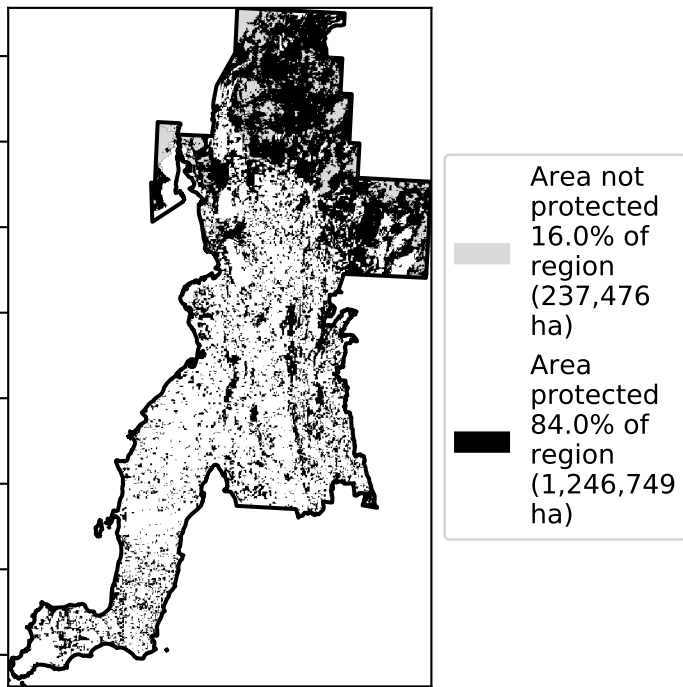 Area not
protected
16.0% of
region
(237,476
ha)
Area
protected
84.0% of
region
(1,246,749
ha)